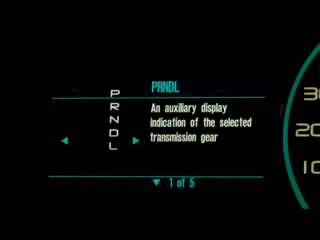 PRNDL
P
R
N
D
L
An auxiliary display
indication of the selected
transmission gear
1 of 5
30
20
10